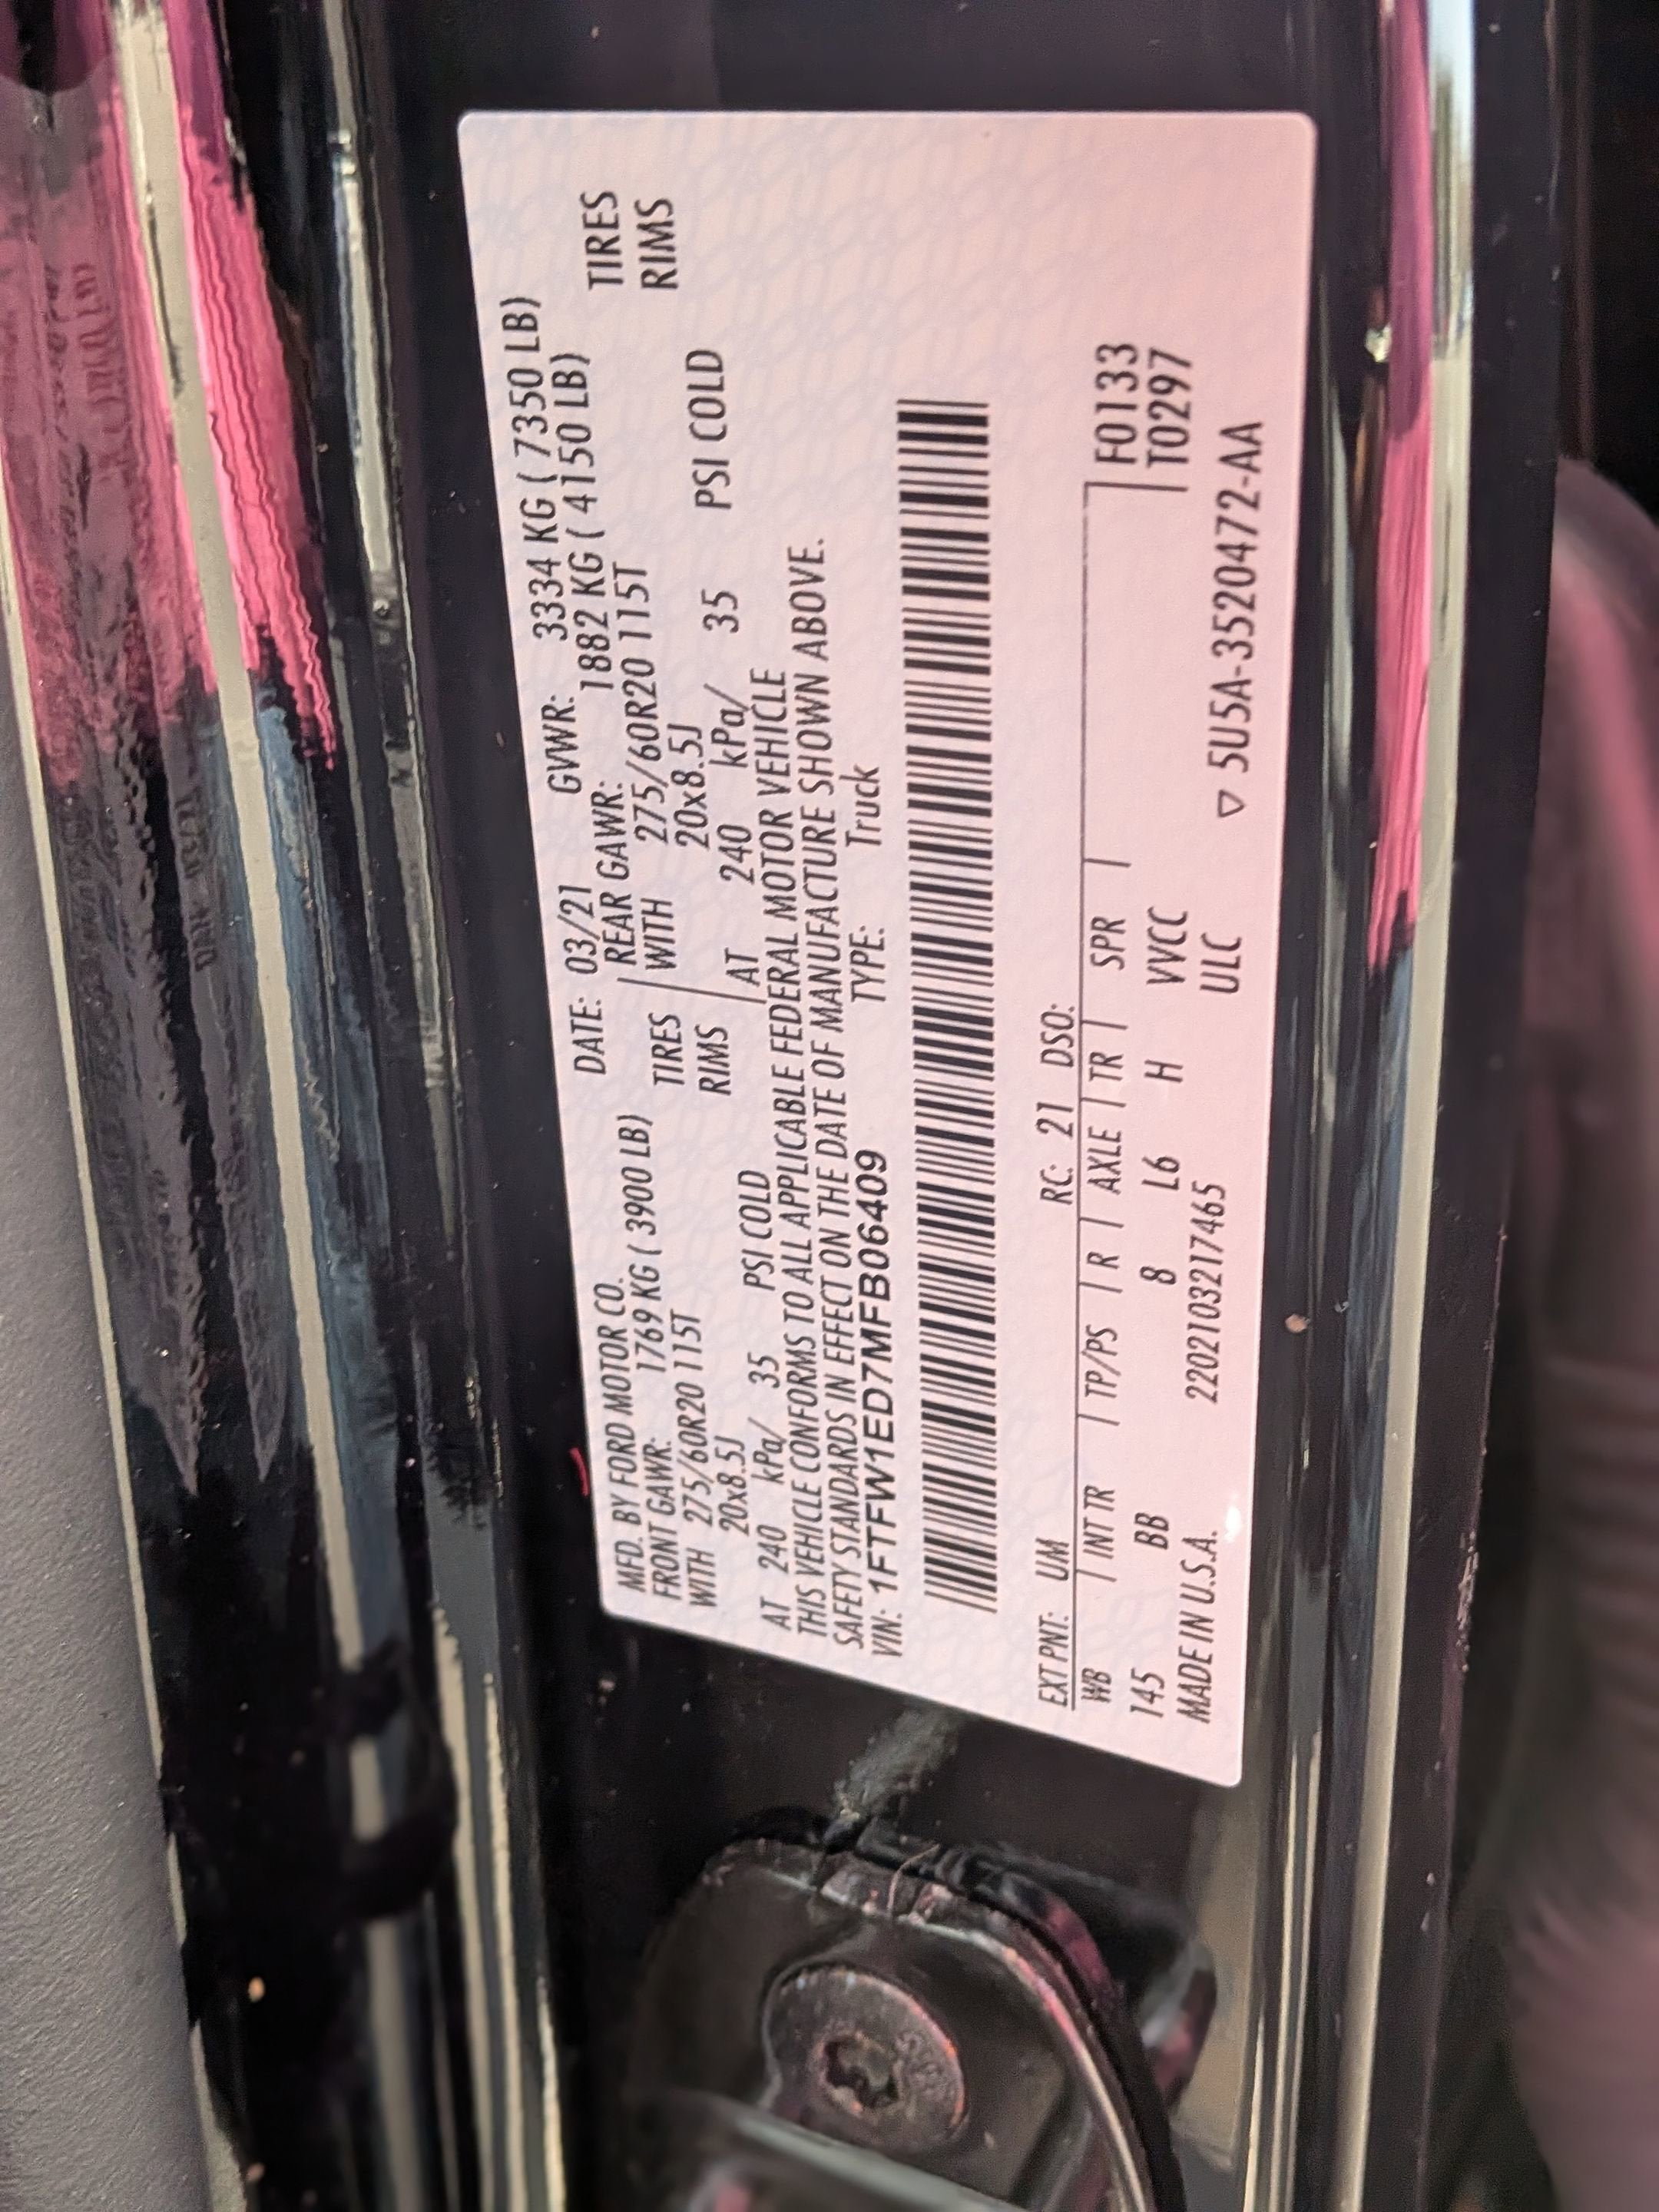 MFD. BY FORD MOTOR CO. DATE: 03/21 GVWR: 3334 KG ( 7350 LB)
FRONT GAWR: 1769 KG ( 3900 LB) REAR GAWR: 1882 KG ( 4150 LB)
WITH 275/60R20 115T TIRES WITH 275/60R20 115T TIRES
20x8.5J RIMS 20x8.5J RIMS
AT 240 kPa/ 35 PSI COLD AT 240 kPa/ 35 PSI COLD
THIS VEHICLE CONFORMS TO ALL APPLICABLE FEDERAL MOTOR VEHICLE
SAFETY STANDARDS IN EFFECT ON THE DATE OF MANUFACTURE SHOWN ABOVE.
VIN: 1FTFW1ED7MFB06409 TYPE: Truck
EXT PNT: UM RC: 21 DSO:
WB | INT TR | TP/PS | R | AXLE | TR | SPR | F0133
145 BB 8 L6 H VVCC T0297
MADE IN U.S.A. 220210321 7465 ULC ▽ 5U5A-3520472-AA